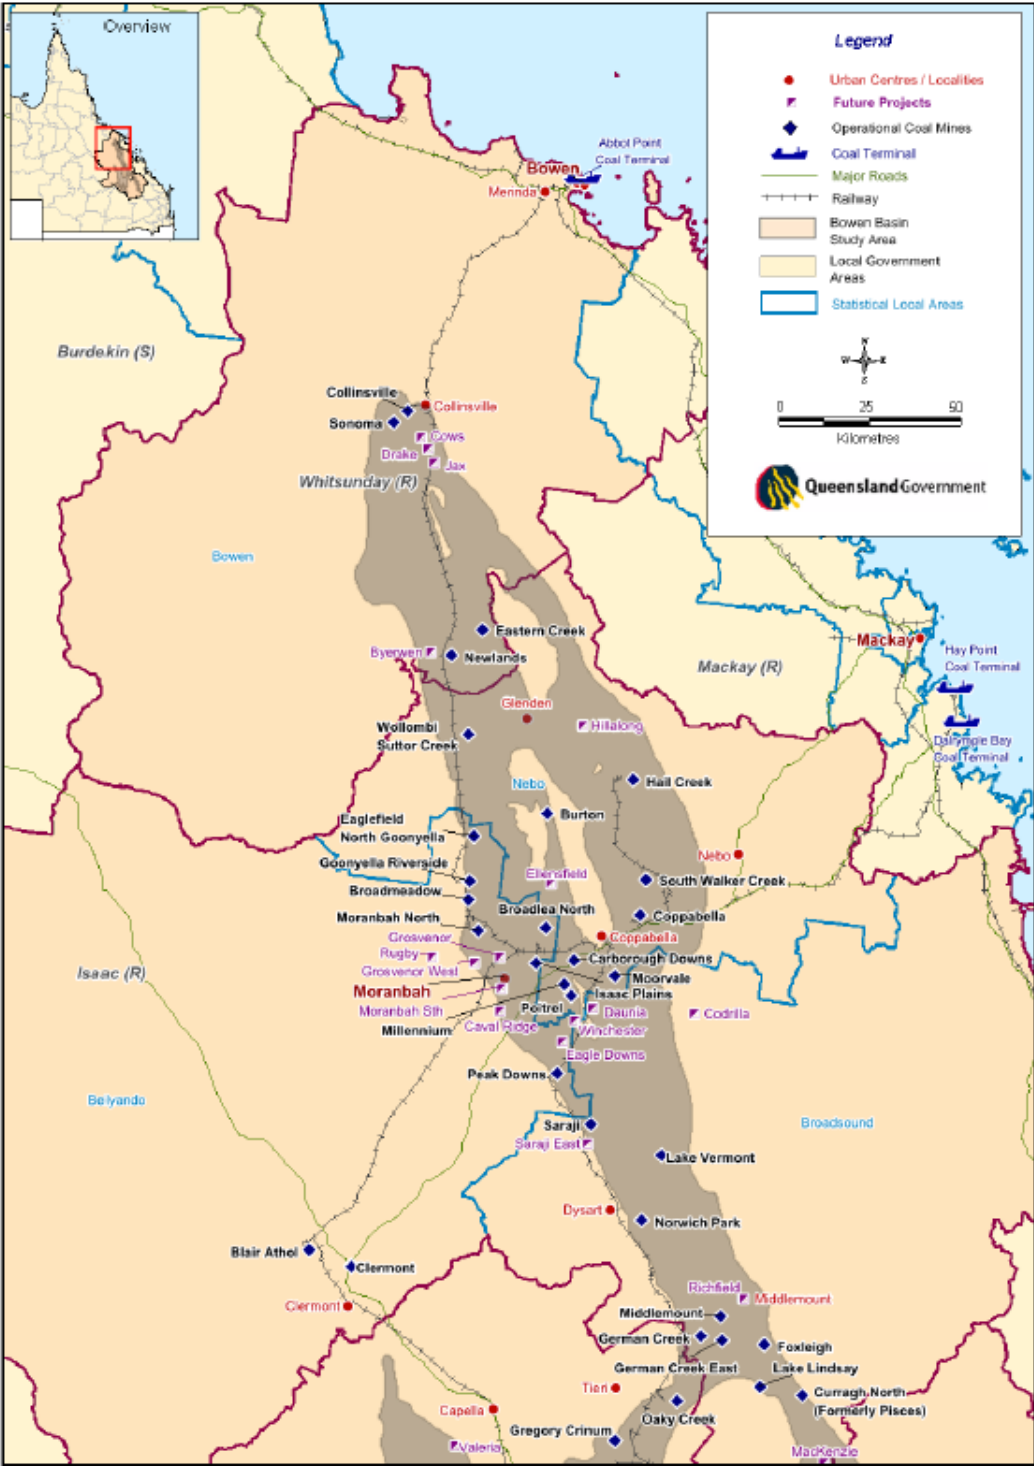 Overview
Legend
Urban Centres / Localities
Future Projects
Operational Coal Mines
Coal Terminal
Major Roads
Railway
Bowen Basin
Study Area
Local Government
Areas
Statistical Local Areas
N
W
E
S
0
25
50
Kilometres
Queensland Government
Abbot Point
Coal Terminal
Bowen
Merinda
Burdekin (S)
Collinsville
Collinsville
Sonoma
Cows
Drake
Jax
Whitsunday (R)
Bowen
Eastern Creek
Byerwen
Newlands
Mackay
Hay Point
Coal Terminal
Mackay (R)
Glenden
Hillalong
Wollombi
Suttor Creek
Dalrymple Bay
Coal Terminal
Nebo
Hail Creek
Burton
Eaglefield
North Goonyella
Nebo
Goonyella Riverside
Ellensfield
South Walker Creek
Broadmeadow
Broadlea North
Moranbah North
Coppabella
Grosvenor
Coppabella
Rugby
Carborough Downs
Grosvenor West
Isaac (R)
Moorvale
Moranbah
Isaac Plains
Moranbah Sth
Poitrel
Daunia
Codrilla
Millennium
Caval Ridge
Winchester
Eagle Downs
Peak Downs
Belyando
Broadsound
Saraji
Saraji East
Lake Vermont
Dysart
Norwich Park
Blair Athol
Clermont
Richfield
Middlemount
Clermont
Middlemount
German Creek
Foxleigh
German Creek East
Lake Lindsay
Tieri
Curragh North
(Formerly Pisces)
Capella
Oaky Creek
Gregory Crinum
Valeria
MacKenzie